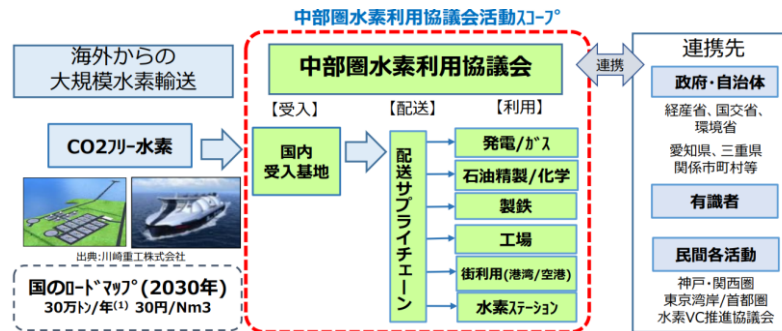 中部圏水素利用協議会活動ｽｺｰﾌﾟ
海外からの
大規模水素輸送
CO2フリー水素
出典:川崎重工株式会社
国のﾛｰﾄﾞﾏｯﾌﾟ(2030年)
30万トン/年(1) 30円/Nm3
中部圏水素利用協議会
【受入】
【配送】
【利用】
国内
受入基地
配送サプライチェーン
発電/ｶﾞｽ
石油精製/化学
製鉄
工場
街利用(港湾/空港)
水素ｽﾃｰｼｮﾝ
連携
連携先
政府・自治体
経産省、国交省、
環境省
愛知県、三重県
関係市町村等
有識者
民間各活動
神戸・関西圏
東京湾岸/首都圏
水素VC推進協議会